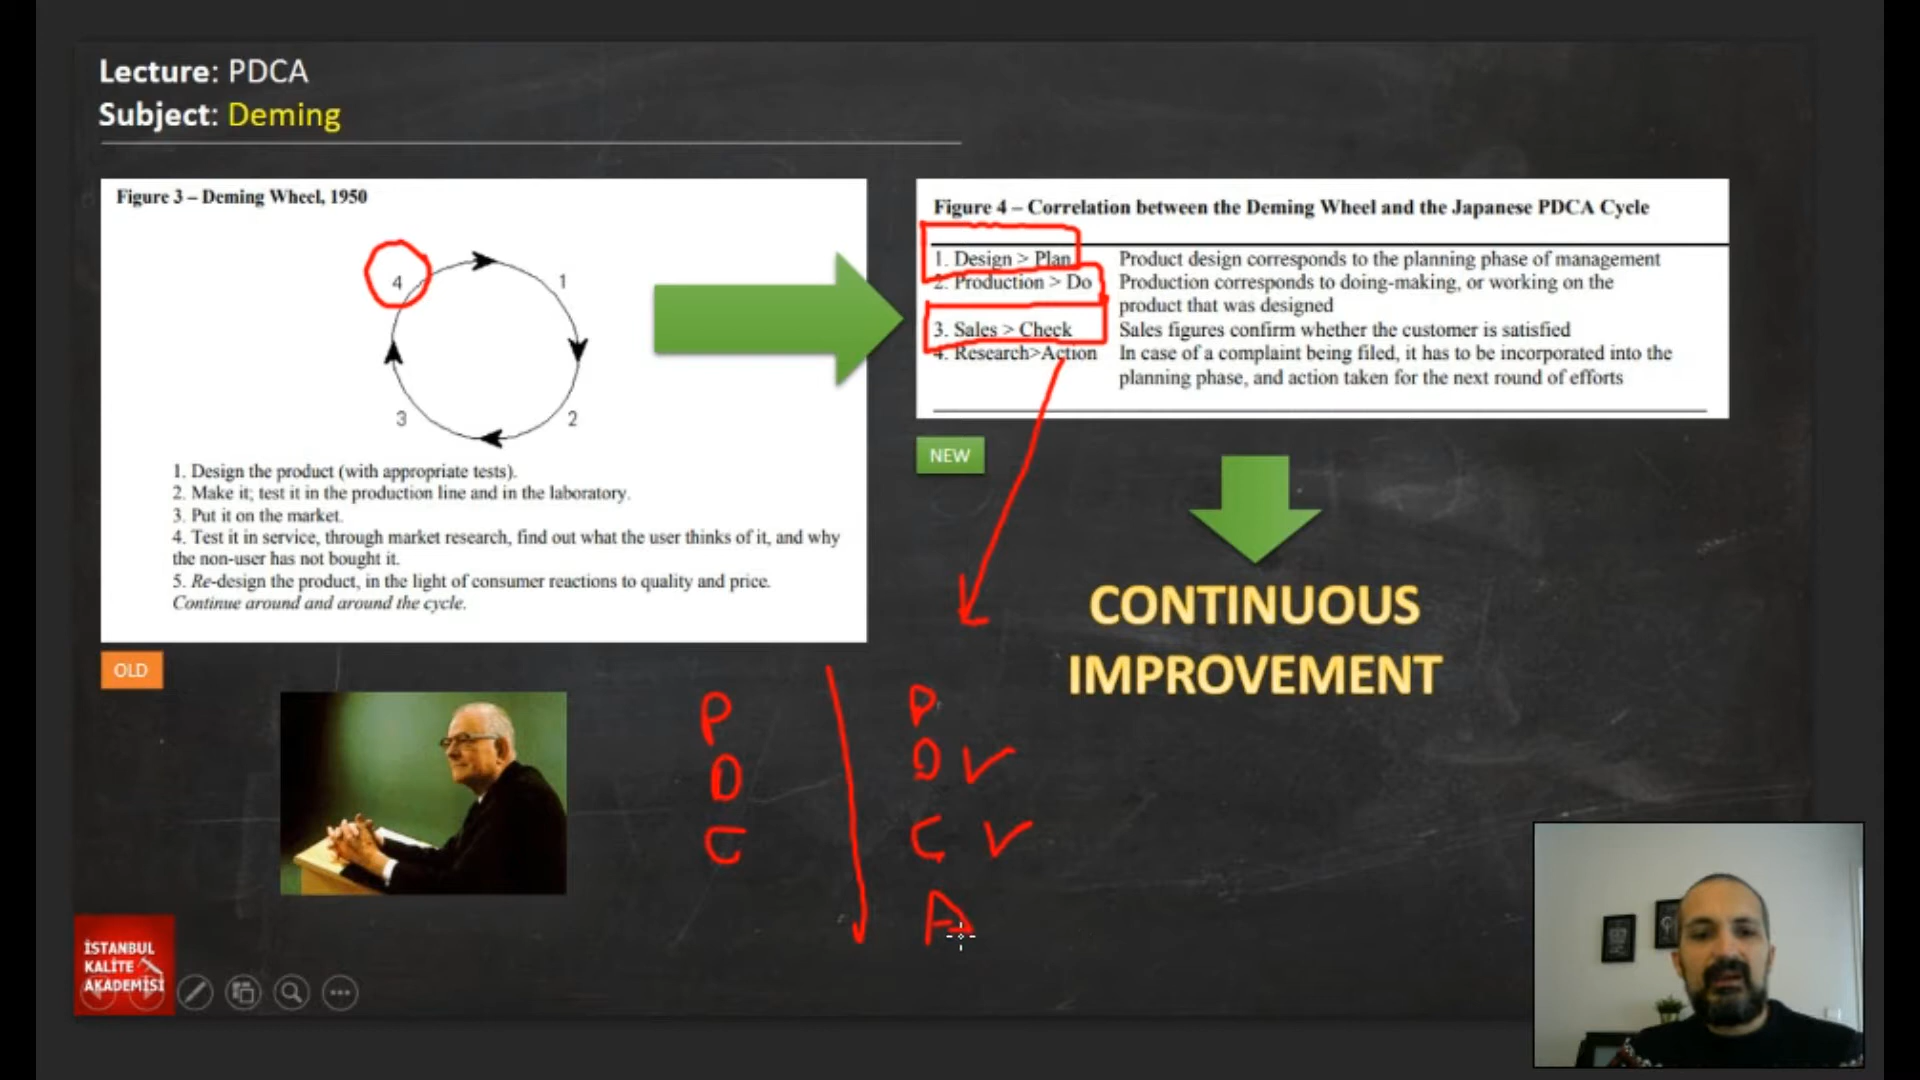 Lecture: PDCA
Subject: Deming
Figure 3 – Deming Wheel, 1950
4
1
3
2
1. Design the product (with appropriate tests).
2. Make it; test it in the production line and in the laboratory.
3. Put it on the market.
4. Test it in service, through market research, find out what the user thinks of it, and why
the non-user has not bought it.
5. Re-design the product, in the light of consumer reactions to quality and price.
Continue around and around the cycle.
OLD
Figure 4 – Correlation between the Deming Wheel and the Japanese PDCA Cycle
1. Design > Plan Product design corresponds to the planning phase of management
2. Production > Do Production corresponds to doing-making, or working on the
product that was designed
3. Sales > Check Sales figures confirm whether the customer is satisfied
4. Research>Action In case of a complaint being filed, it has to be incorporated into the
planning phase, and action taken for the next round of efforts
NEW
CONTINUOUS
IMPROVEMENT
P P
D D
C C
A
İSTANBUL
KALİTE
AKADEMİSİ